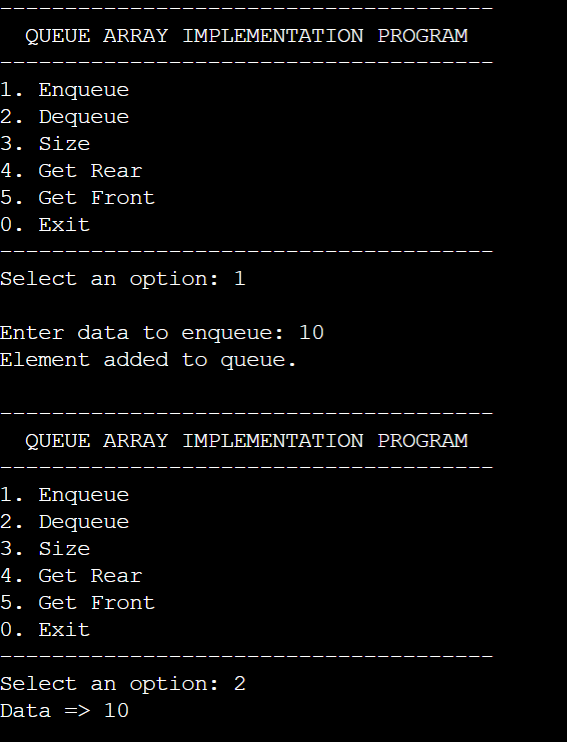 --------------------------------------
QUEUE ARRAY IMPLEMENTATION PROGRAM
--------------------------------------
1. Enqueue
2. Dequeue
3. Size
4. Get Rear
5. Get Front
0. Exit
--------------------------------------
Select an option: 1
Enter data to enqueue: 10
Element added to queue.
--------------------------------------
QUEUE ARRAY IMPLEMENTATION PROGRAM
--------------------------------------
1. Enqueue
2. Dequeue
3. Size
4. Get Rear
5. Get Front
0. Exit
--------------------------------------
Select an option: 2
Data => 10